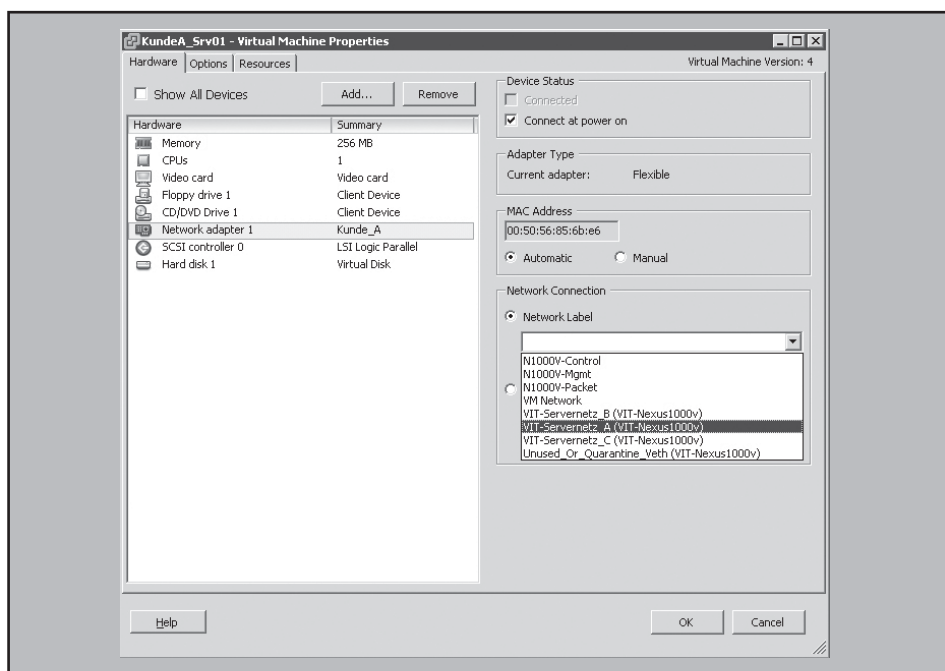 KundeA_Srv01 - Virtual Machine Properties
Hardware Options Resources
Virtual Machine Version: 4
Show All Devices
Add...
Remove
Hardware Summary
Memory 256 MB
CPUs 1
Video card Video card
Floppy drive 1 Client Device
CD/DVD Drive 1 Client Device
Network adapter 1 Kunde_A
SCSI controller 0 LSI Logic Parallel
Hard disk 1 Virtual Disk
Device Status
Connected
Connect at power on
Adapter Type
Current adapter: Flexible
MAC Address
00:50:56:85:6b:e6
Automatic Manual
Network Connection
Network Label
N1000V-Control
N1000V-Mgmt
N1000V-Packet
VM Network
VIT-Servernetz_B (VIT-Nexus1000v)
VIT-Servernetz_A (VIT-Nexus1000v)
VIT-Servernetz_C (VIT-Nexus1000v)
Unused_Or_Quarantine_Veth (VIT-Nexus1000v)
Help
OK
Cancel